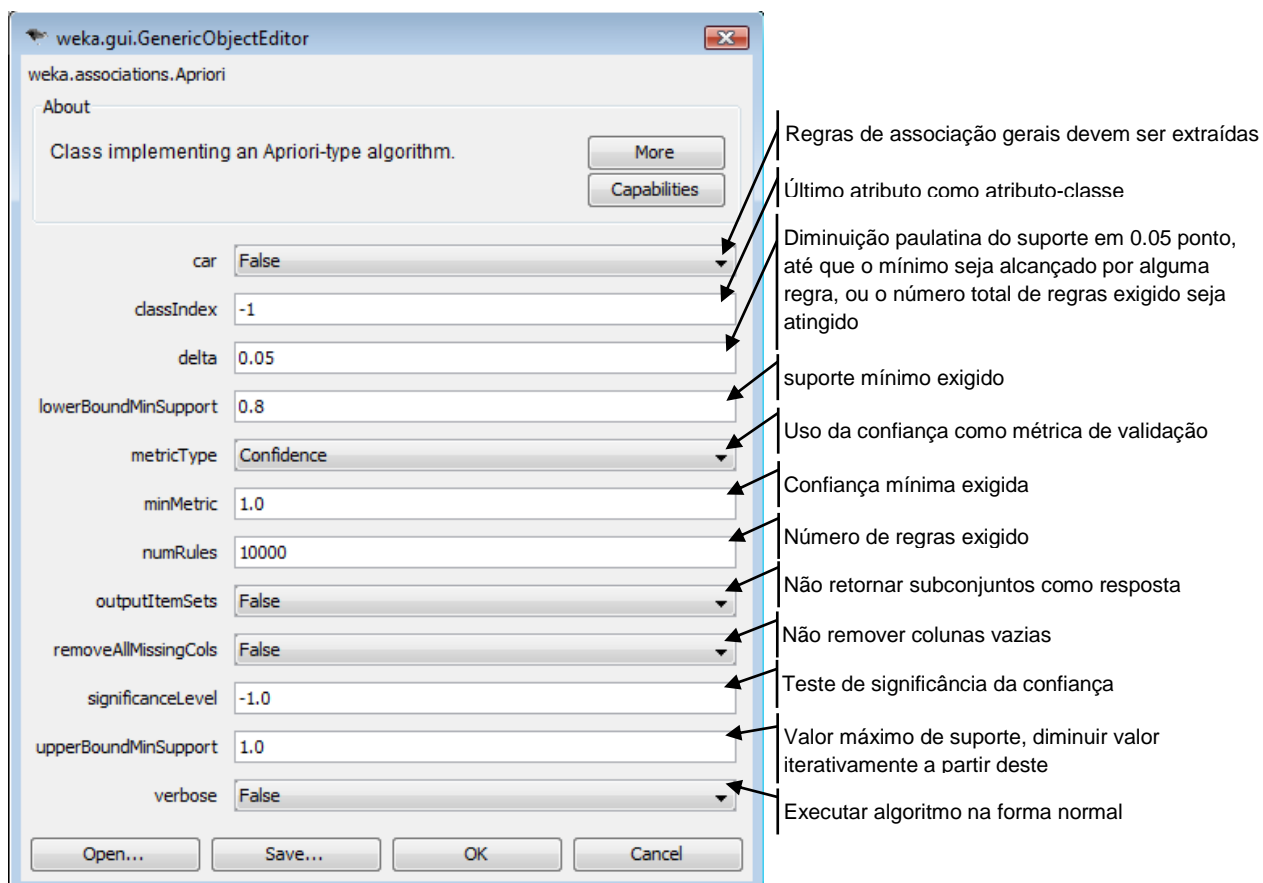 weka.gui.GenericObjectEditor
weka.associations.Apriori
About
Class implementing an Apriori-type algorithm.
More
Capabilities
car False
classIndex -1
delta 0.05
lowerBoundMinSupport 0.8
metricType Confidence
minMetric 1.0
numRules 10000
outputItemSets False
removeAllMissingCols False
significanceLevel -1.0
upperBoundMinSupport 1.0
verbose False
Open... Save... OK Cancel
Regras de associação gerais devem ser extraídas
Último atributo como atributo-classe
Diminuição paulatina do suporte em 0.05 ponto,
até que o mínimo seja alcançado por alguma
regra, ou o número total de regras exigido seja
atingido
suporte mínimo exigido
Uso da confiança como métrica de validação
Confiança mínima exigida
Número de regras exigido
Não retornar subconjuntos como resposta
Não remover colunas vazias
Teste de significância da confiança
Valor máximo de suporte, diminuir valor
iterativamente a partir deste
Executar algoritmo na forma normal